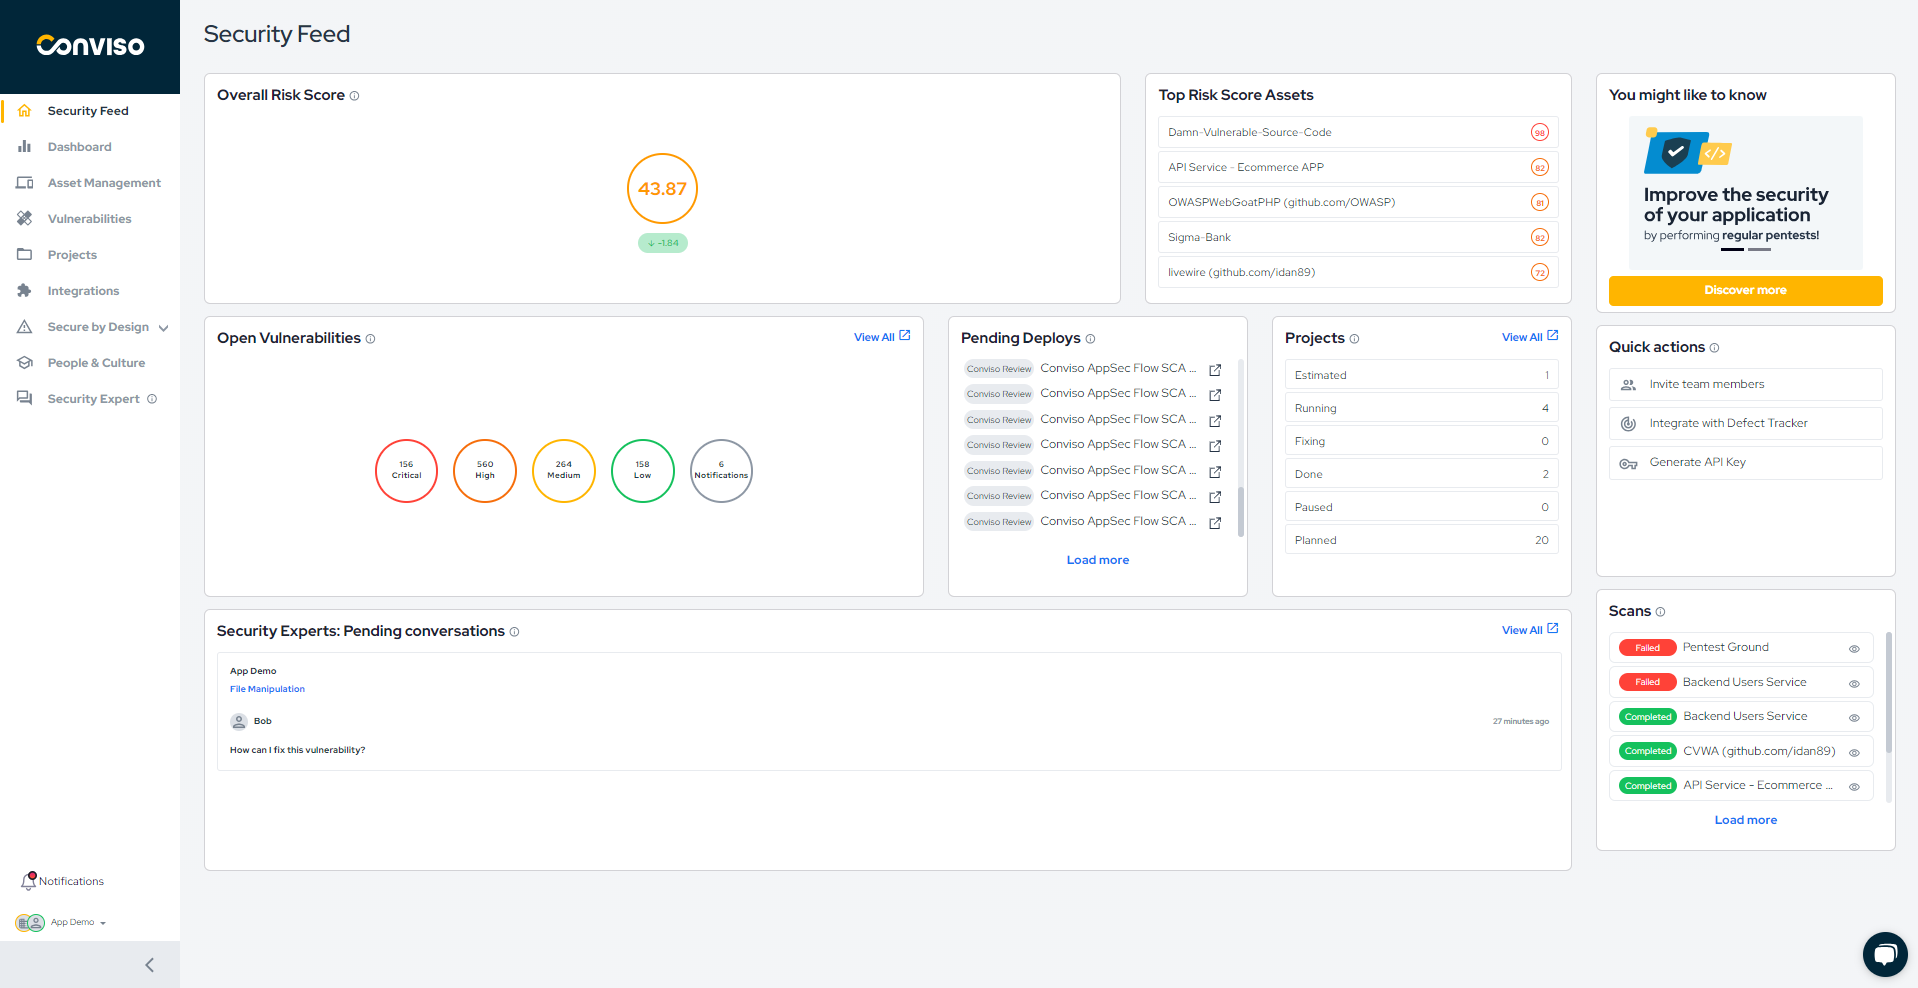 Conviso
Security Feed
Dashboard
Asset Management
Vulnerabilities
Projects
Integrations
Secure by Design
People & Culture
Security Expert
Notifications
App Demo
Security Feed
Overall Risk Score
43.87
-1.84
Top Risk Score Assets
Damn-Vulnerable-Source-Code 98
API Service - Ecommerce APP 82
OWASPWebGoatPHP (github.com/OWASP) 81
Sigma-Bank 82
livewire (github.com/idan89) 72
You might like to know
Improve the security
of your application
by performing regular pentests!
Discover more
Open Vulnerabilities
View All
156
Critical
560
High
264
Medium
158
Low
6
Notifications
Pending Deploys
Conviso Review Conviso AppSec Flow SCA ...
Conviso Review Conviso AppSec Flow SCA ...
Conviso Review Conviso AppSec Flow SCA ...
Conviso Review Conviso AppSec Flow SCA ...
Conviso Review Conviso AppSec Flow SCA ...
Conviso Review Conviso AppSec Flow SCA ...
Conviso Review Conviso AppSec Flow SCA ...
Load more
Projects
View All
Estimated 1
Running 4
Fixing 0
Done 2
Paused 0
Planned 20
Quick actions
Invite team members
Integrate with Defect Tracker
Generate API Key
Security Experts: Pending conversations
View All
App Demo
File Manipulation
Bob
27 minutes ago
How can I fix this vulnerability?
Scans
Failed Pentest Ground
Failed Backend Users Service
Completed Backend Users Service
Completed CVWA (github.com/idan89)
Completed API Service - Ecommerce ...
Load more